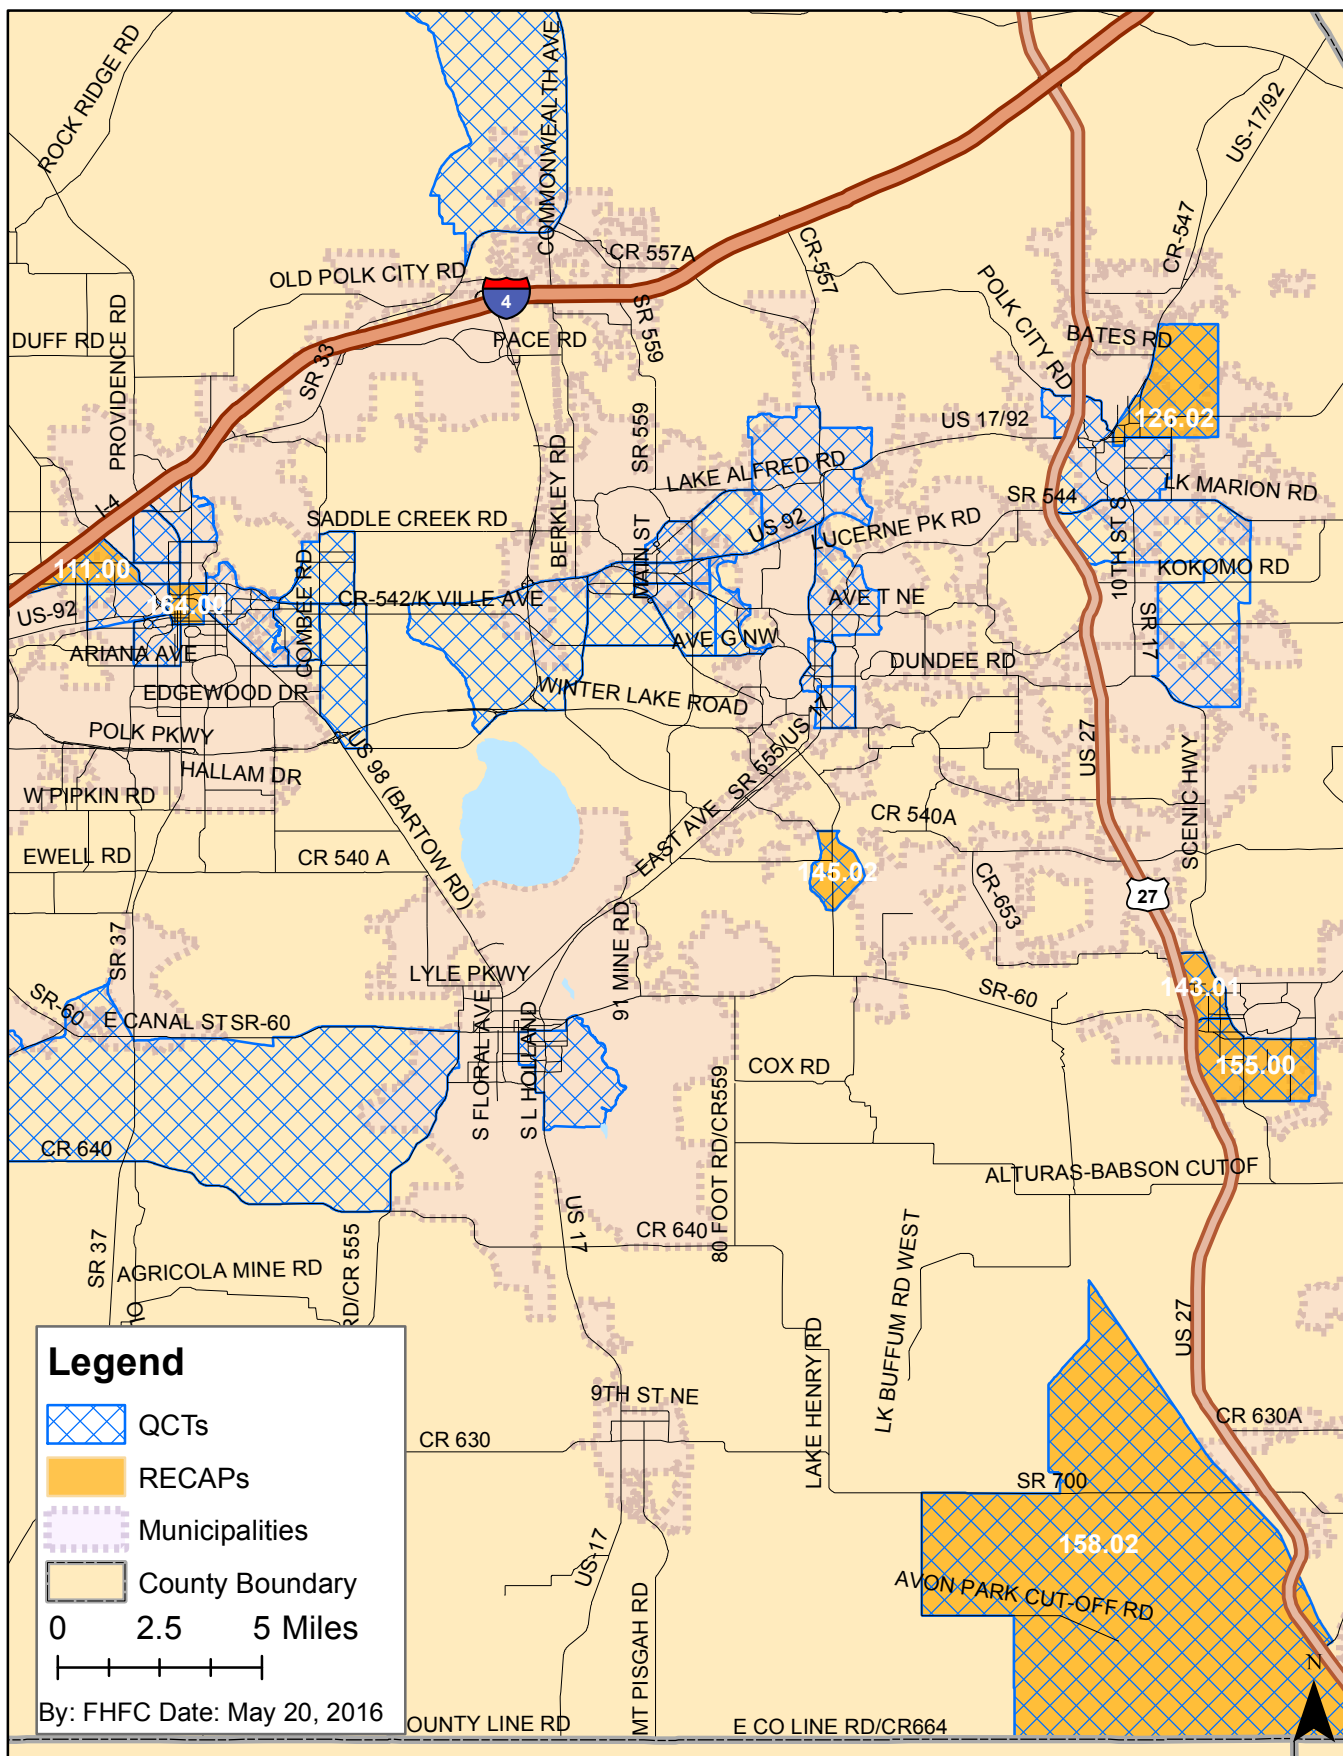 ROCK RIDGE RD
COMMONWEALTH AVE
US-17/92
CR-547
CR 557A
CR-557
OLD POLK CITY RD
4
POLK CITY RD
PROVIDENCE RD
DUFF RD
SR 33
PACE RD
SR 559
BATES RD
126.02
US 17/92
SR 559
BERKLEY RD
LAKE ALFRED RD
LK MARION RD
SR 544
I-4
SADDLE CREEK RD
MAIN ST
US 92
LUCERNE PK RD
10TH ST S
KOKOMO RD
111.00
164.00
US-92
COMBEE RD
CR-542/K VILLE AVE
AVE T NE
SR 17
ARIANA AVE
AVE G NW
DUNDEE RD
EDGEWOOD DR
WINTER LAKE ROAD
POLK PKWY
US 98 (BARTOW RD)
SR 555/US 17
US 27
HALLAM DR
W PIPKIN RD
SCENIC HWY
EWELL RD
CR 540 A
EAST AVE
CR 540A
145.02
CR-653
27
SR 37
91 MINE RD
LYLE PKWY
SR-60
SR-60
143.01
E CANAL ST
SR-60
S FLORAL AVE
S L HOLLAND
COX RD
155.00
80 FOOT RD/CR559
CR 640
ALTURAS-BABSON CUTOF
US 17
CR 640
SR 37
RD/CR 555
AGRICOLA MINE RD
LK BUFFUM RD WEST
US 27
LAKE HENRY RD
9TH ST NE
CR 630
CR 630A
SR 700
158.02
AVON PARK CUT-OFF RD
US-17
MT PISGAH RD
OUNTY LINE RD
E CO LINE RD/CR664
N
Legend
QCTs
RECAPs
Municipalities
County Boundary
0 2.5 5 Miles
By: FHFC Date: May 20, 2016